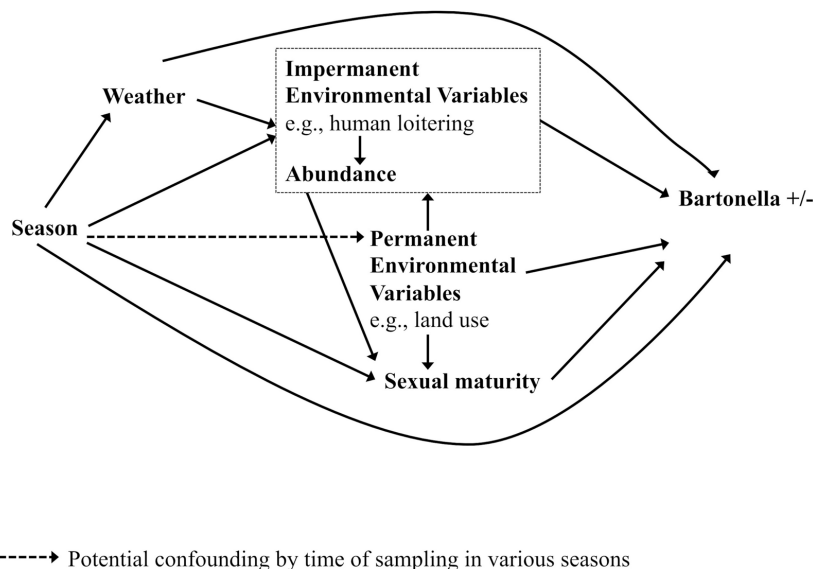 Impermanent
Environmental Variables
e.g., human loitering
Weather
Abundance
Bartonella +/-
Season
Permanent
Environmental
Variables
e.g., land use
Sexual maturity
Potential confounding by time of sampling in various seasons